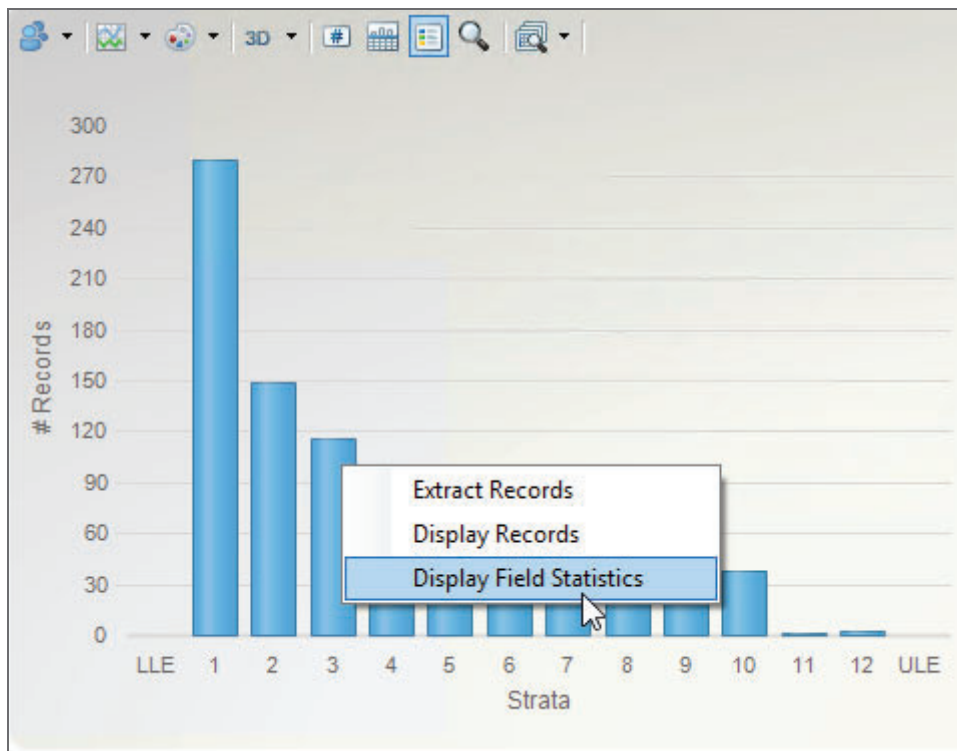 3D #
300
270
240
210
180
150
120
90
60
30
0
# Records
Extract Records
Display Records
Display Field Statistics
LLE 1 2 3 4 5 6 7 8 9 10 11 12 ULE
Strata